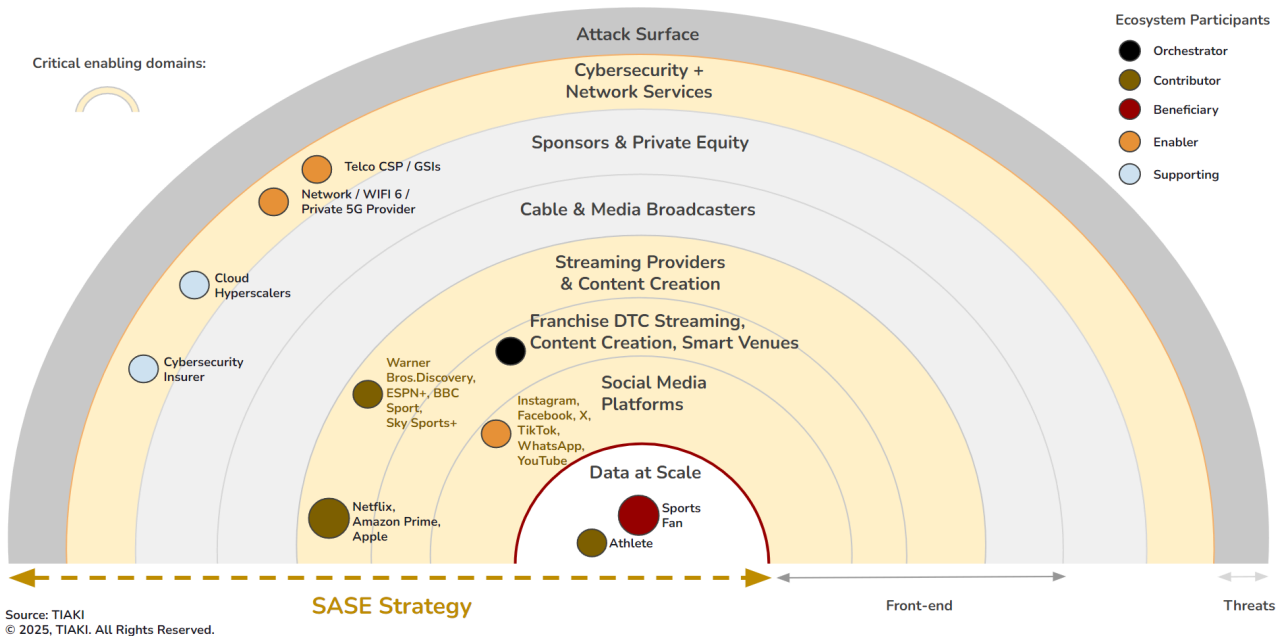 Attack Surface
Ecosystem Participants
Orchestrator
Contributor
Beneficiary
Enabler
Supporting
Critical enabling domains:
Cybersecurity +
Network Services
Sponsors & Private Equity
Telco CSP / GSIs
Network / WIFI 6 /
Private 5G Provider
Cable & Media Broadcasters
Cloud
Hyperscalers
Streaming Providers
& Content Creation
Franchise DTC Streaming,
Content Creation, Smart Venues
Cybersecurity
Insurer
Warner
Bros.Discovery,
ESPN+, BBC
Sport,
Sky Sports+
Social Media
Platforms
Instagram,
Facebook, X,
TikTok,
WhatsApp,
YouTube
Data at Scale
Netflix,
Amazon Prime,
Apple
Sports
Fan
Athlete
SASE Strategy
Front-end
Threats
Source: TIAKI
© 2025, TIAKI. All Rights Reserved.